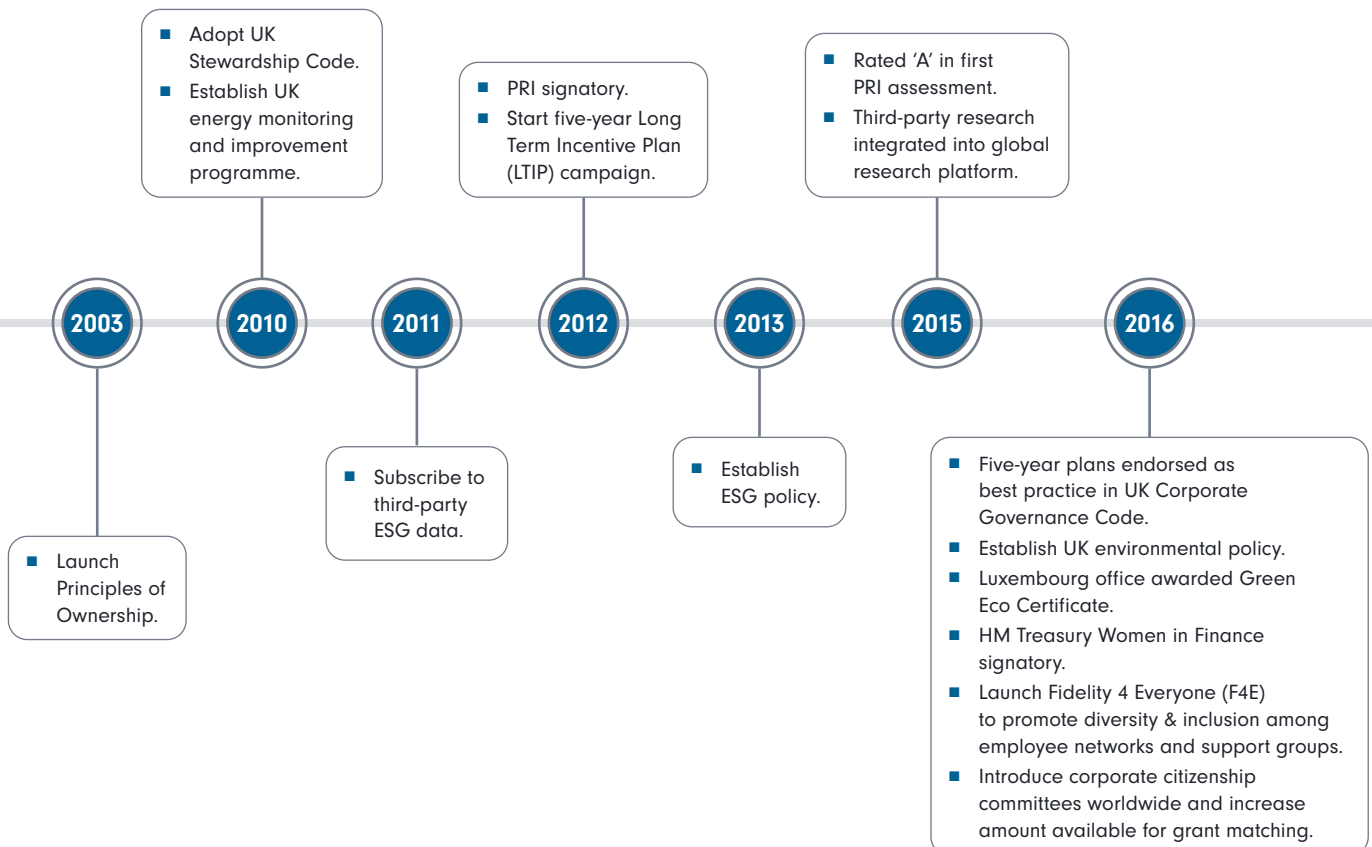 ■ Adopt UK
Stewardship Code.
■ Establish UK
energy monitoring
and improvement
programme.
■ PRI signatory.
■ Start five-year Long
Term Incentive Plan
(LTIP) campaign.
■ Rated ‘A’ in first
PRI assessment.
■ Third-party research
integrated into global
research platform.
2003
2010
2011
2012
2013
2015
2016
■ Launch
Principles of
Ownership.
■ Subscribe to
third-party
ESG data.
■ Establish
ESG policy.
■ Five-year plans endorsed as
best practice in UK Corporate
Governance Code.
■ Establish UK environmental policy.
■ Luxembourg office awarded Green
Eco Certificate.
■ HM Treasury Women in Finance
signatory.
■ Launch Fidelity 4 Everyone (F4E)
to promote diversity & inclusion among
employee networks and support groups.
■ Introduce corporate citizenship
committees worldwide and increase
amount available for grant matching.